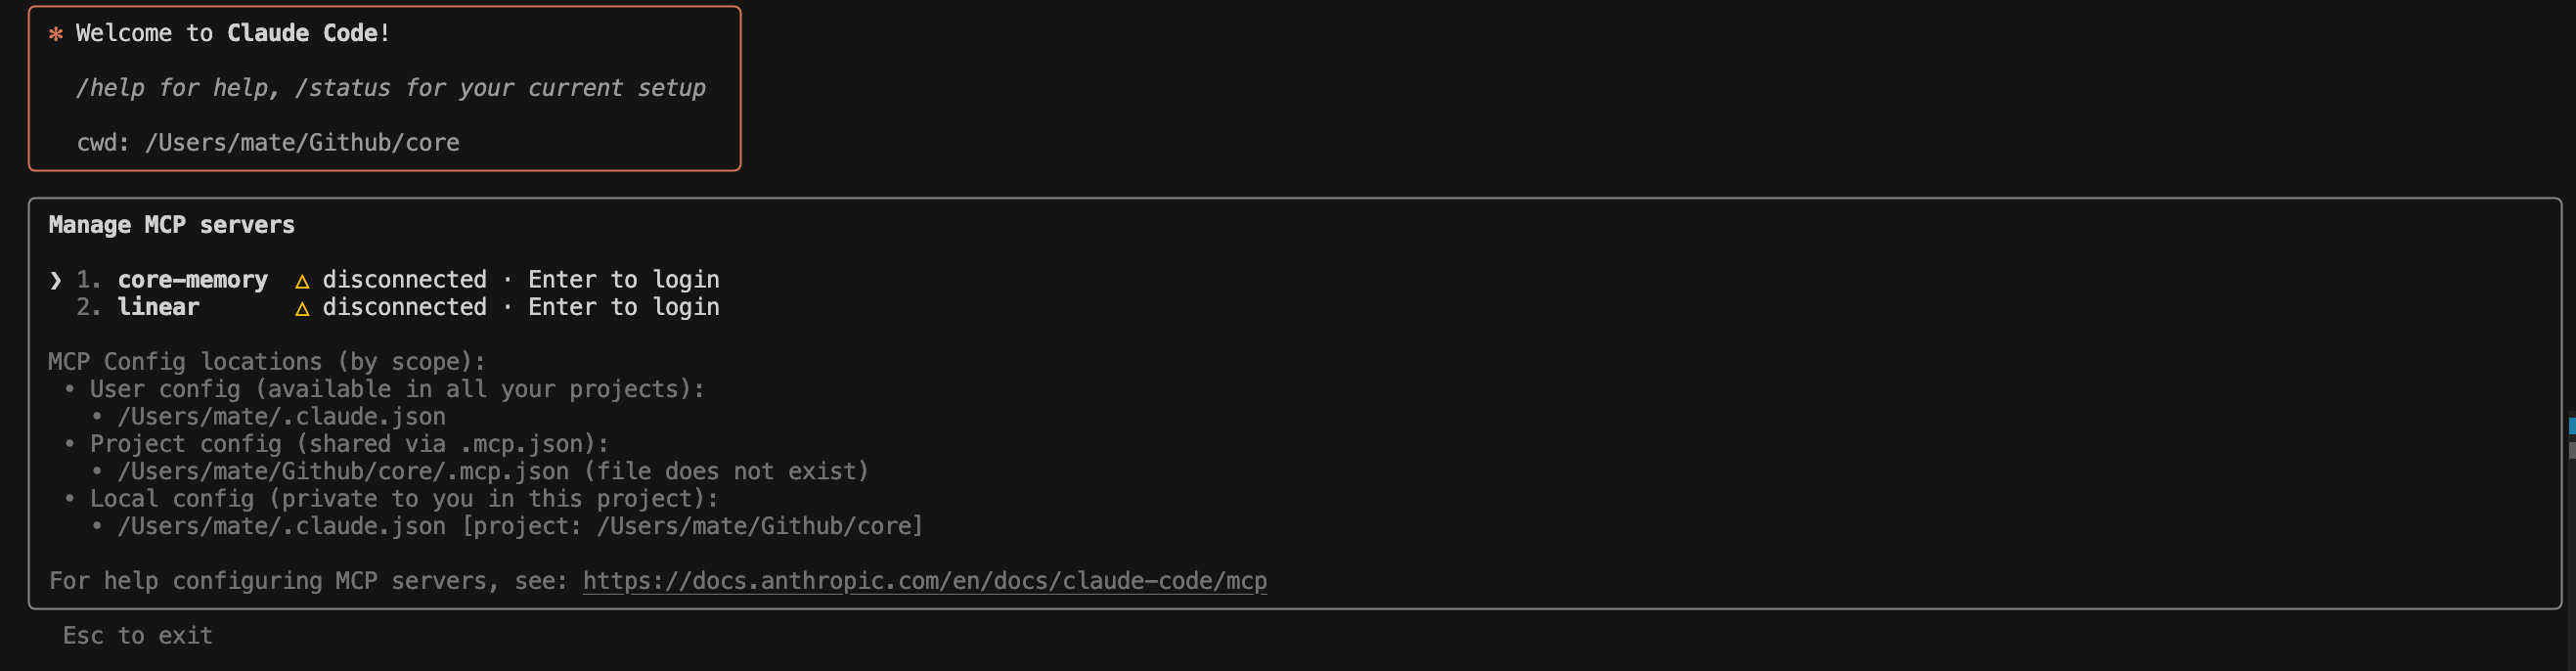 ✻ Welcome to Claude Code!
/help for help, /status for your current setup
cwd: /Users/mate/Github/core
Manage MCP servers
❯ 1. core-memory △ disconnected · Enter to login
2. linear △ disconnected · Enter to login
MCP Config locations (by scope):
• User config (available in all your projects):
• /Users/mate/.claude.json
• Project config (shared via .mcp.json):
• /Users/mate/Github/core/.mcp.json (file does not exist)
• Local config (private to you in this project):
• /Users/mate/.claude.json [project: /Users/mate/Github/core]
For help configuring MCP servers, see: https://docs.anthropic.com/en/docs/claude-code/mcp
Esc to exit